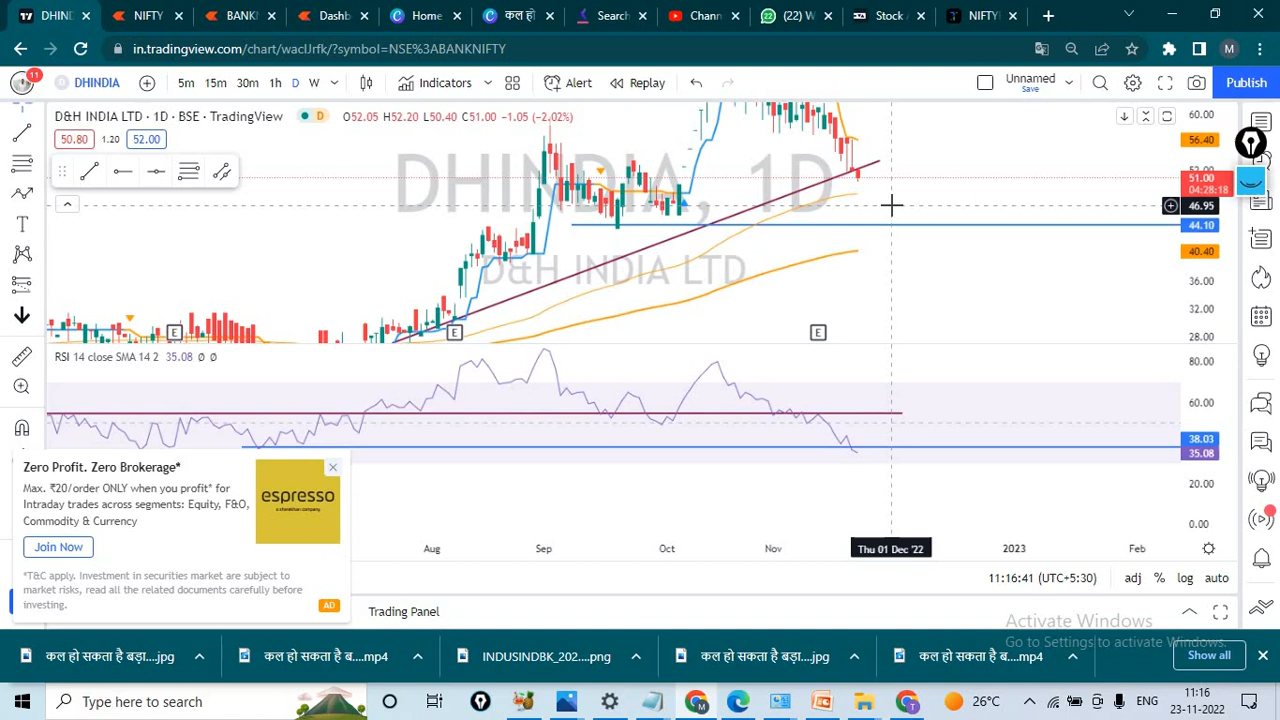 DHIND
NIFTY
BANKN
Dashb
Home
कल हो
Search
Chann
(22) W
Stock
NIFTY
in.tradingview.com/chart/wacIJrfk/?symbol=NSE%3ABANKNIFTY
M
11
DHINDIA
5m 15m 30m 1h D W
Indicators
Alert
Replay
Unnamed
Save
Publish
D&H INDIA LTD · 1D · BSE · TradingView
D
O52.05 H52.20 L50.40 C51.00 −1.05 (−2.02%)
50.80
1.20
52.00
DHINDIA, 1D
D&H INDIA LTD
60.00
56.40
52.00
51.00
04:28:18
46.95
44.10
40.40
36.00
32.00
28.00
E
E
E
RSI 14 close SMA 14 2 35.08 Ø Ø
80.00
60.00
38.03
35.08
20.00
0.00
Zero Profit. Zero Brokerage*
Max. ₹20/order ONLY when you profit* for
Intraday trades across segments: Equity, F&O,
Commodity & Currency
Join Now
espresso
a sharekhan company
*T&C apply. Investment in securities market are subject to
market risks, read all the related documents carefully before
investing.
AD
Aug
Sep
Oct
Nov
Thu 01 Dec '22
2023
Feb
11:16:41 (UTC+5:30)
adj % log auto
Trading Panel
Activate Windows
Go to Settings to activate Windows.
कल हो सकता है बड़ा....jpg
कल हो सकता है ब....mp4
INDUSINDBK_202....png
कल हो सकता है बड़ा....jpg
कल हो सकता है ब....mp4
Show all
Type here to search
26°C
ENG
11:16
23-11-2022